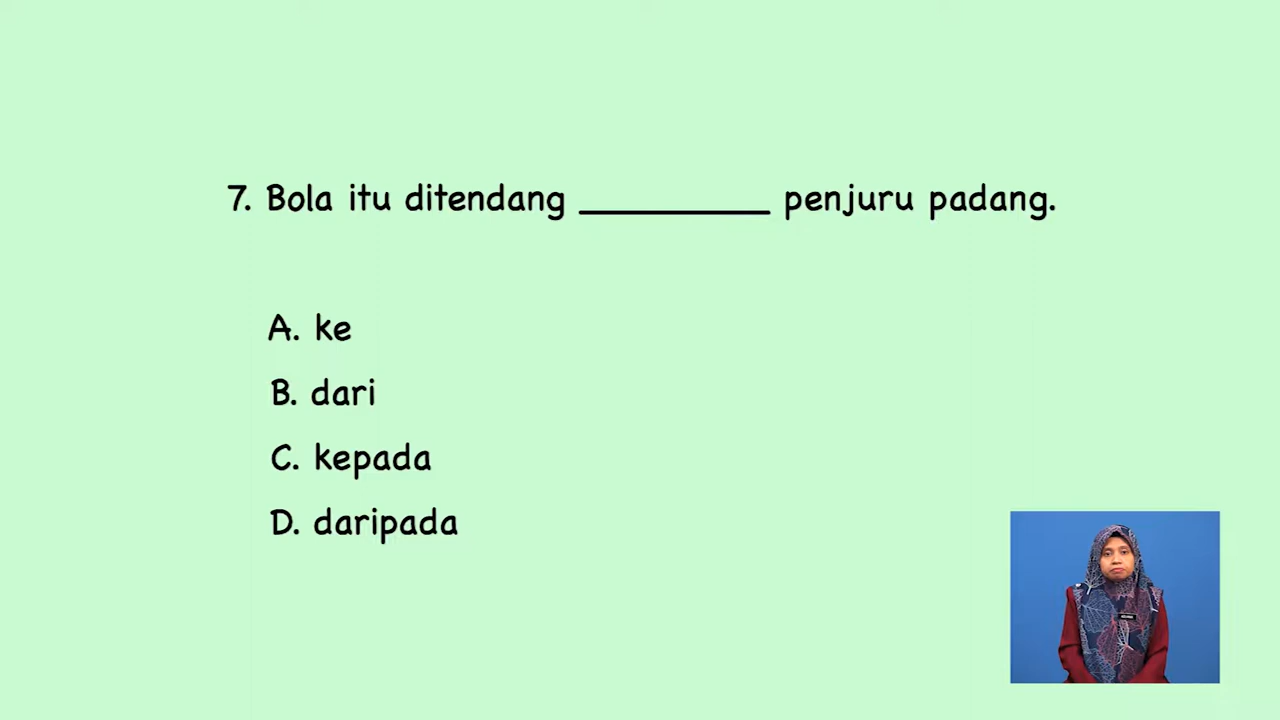 7. Bola itu ditendang __________ penjuru padang.
A. ke
B. dari
C. kepada
D. daripada